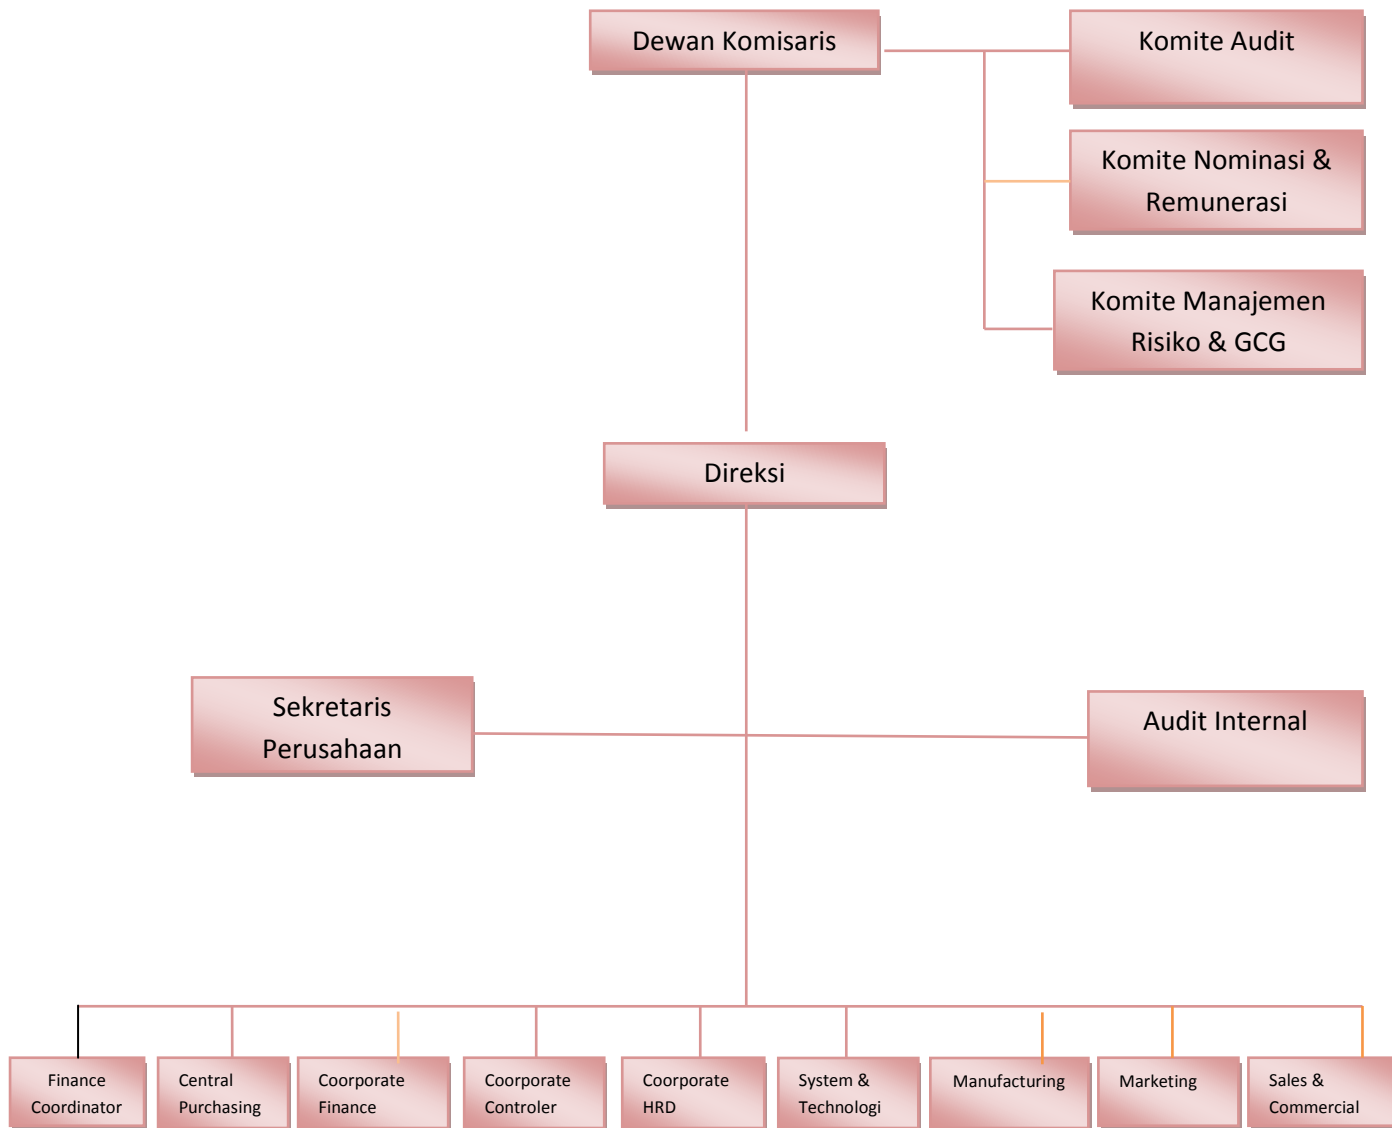 Dewan Komisaris
Komite Audit
Komite Nominasi &
Remunerasi
Komite Manajemen
Risiko & GCG
Direksi
Sekretaris
Perusahaan
Audit Internal
Finance
Coordinator
Central
Purchasing
Coorporate
Finance
Coorporate
Controler
Coorporate
HRD
System &
Technologi
Manufacturing
Marketing
Sales &
Commercial